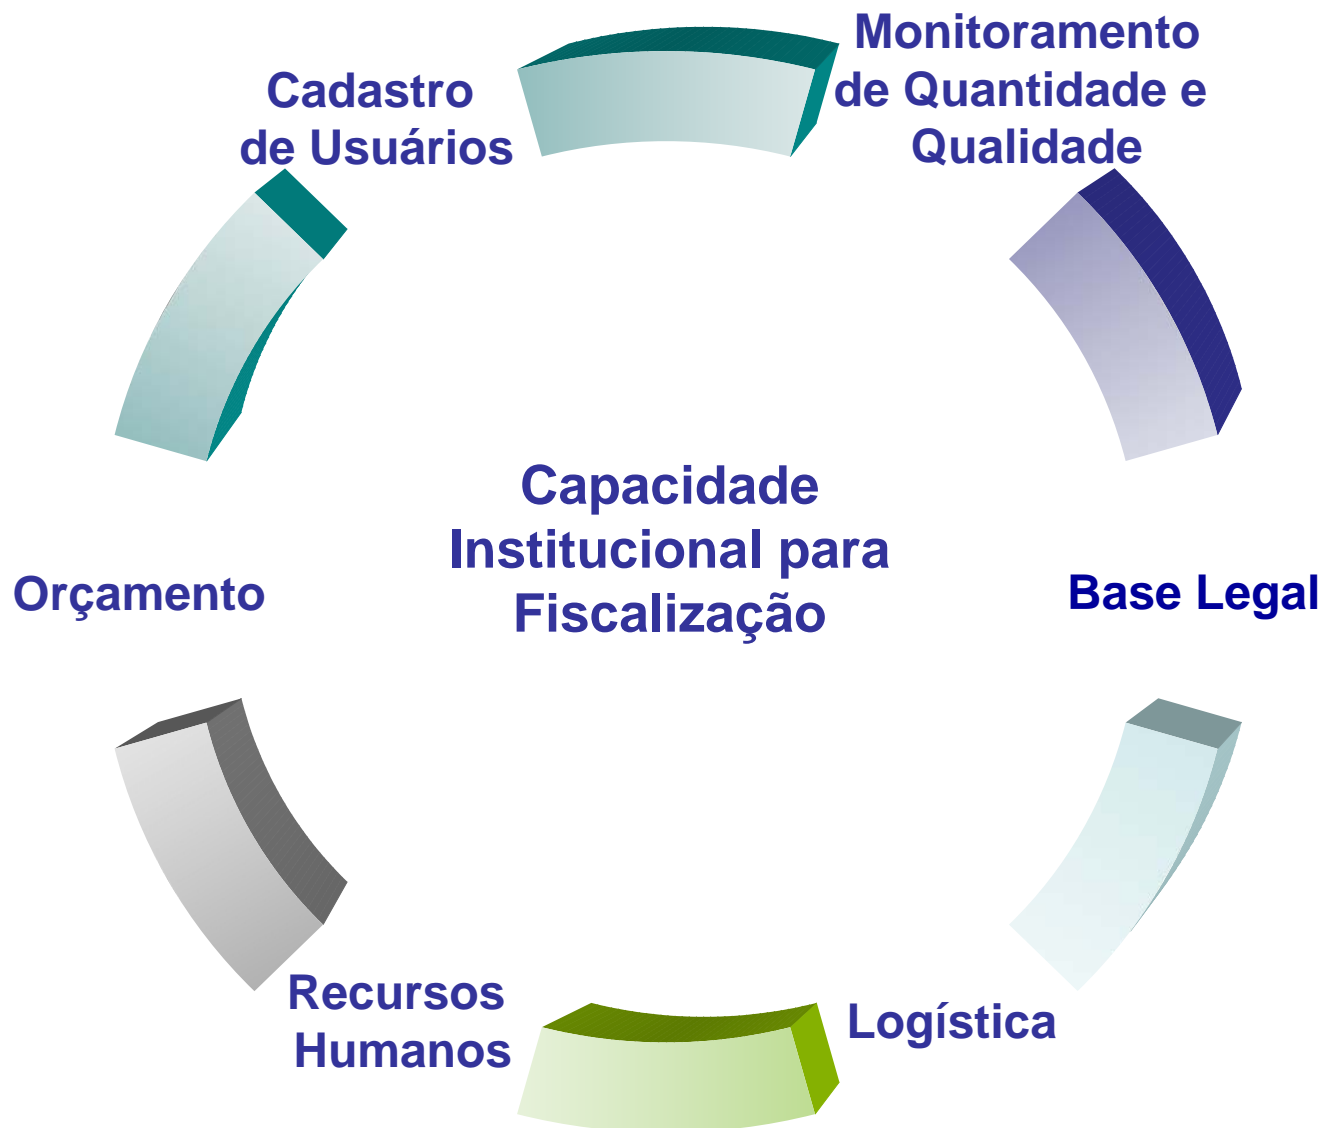 Cadastro
de Usuários
Monitoramento
de Quantidade e
Qualidade
Capacidade
Institucional para
Fiscalização
Orçamento
Base Legal
Recursos
Humanos
Logística